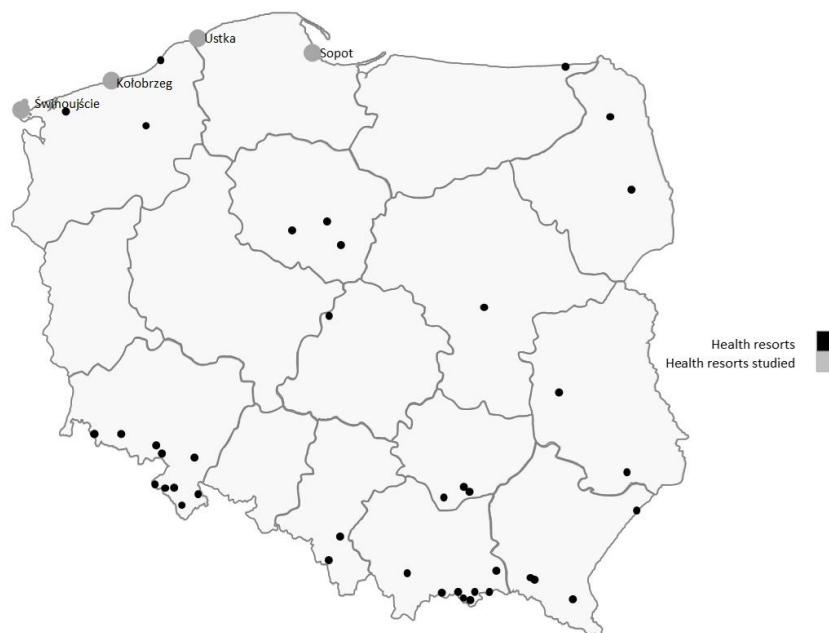 Ustka
Sopot
Kołobrzeg
Świnoujście
Health resorts
Health resorts studied